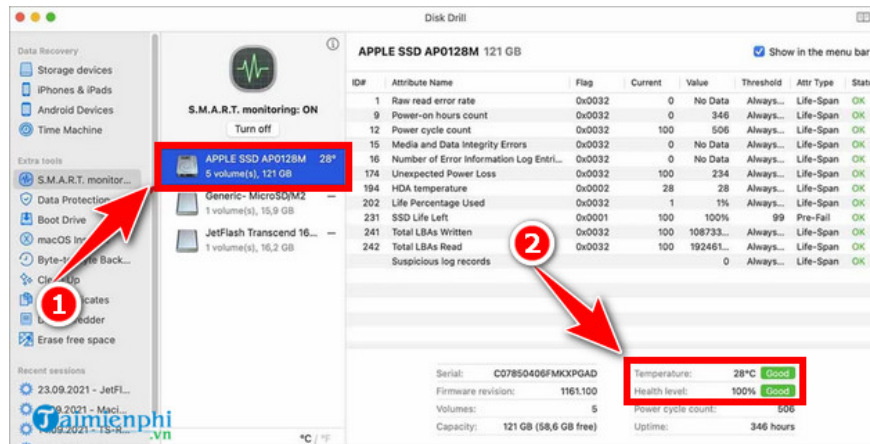 Disk Drill
Data Recovery
Storage devices
iPhones & iPads
Android Devices
Time Machine
Extra tools
S.M.A.R.T. monitor...
Data Protection
Boot Drive
macOS In
Byte-to Byte Back...
Cle Up
cates
edder
Erase free space
Recent sessions
23.09.2021 - JetFl...
09.2021 - Maci...
.09.2021 - TS-R...
Taimienphi
.vn
S.M.A.R.T. monitoring: ON
Turn off
APPLE SSD AP0128M 28°
5 volume(s), 121 GB
Generic- MicroSD/M2 —
1 volume(s), 15,9 GB
JetFlash Transcend 16... —
1 volume(s), 16,2 GB
°C / °F
1
2
APPLE SSD AP0128M 121 GB
Show in the menu bar
ID# Attribute Name Flag Current Value Threshold Attr Type Stat
1 Raw read error rate 0x0032 0 No Data Always... Life-Span OK
9 Power-on hours count 0x0032 0 346 Always... Life-Span OK
12 Power cycle count 0x0032 100 506 Always... Life-Span OK
15 Media and Data Integrity Errors 0x0032 0 No Data Always... Life-Span OK
16 Number of Error Information Log Entri... 0x0032 0 No Data Always... Life-Span OK
174 Unexpected Power Loss 0x0032 100 234 Always... Life-Span OK
194 HDA temperature 0x0002 28 28 Always... Life-Span OK
202 Life Percentage Used 0x0032 1 1% Always... Life-Span OK
231 SSD Life Left 0x0001 100 100% 99 Pre-Fail OK
241 Total LBAs Written 0x0032 100 108733... Always... Life-Span OK
242 Total LBAs Read 0x0032 100 192461... Always... Life-Span OK
Suspicious log records 0 Always... Life-Span OK
Serial: C07850406FMKXPGAD
Firmware revision: 1161.100
Volumes: 5
Capacity: 121 GB (58,6 GB free)
Temperature: 28°C Good
Health level: 100% Good
Power cycle count: 506
Uptime: 346 hours